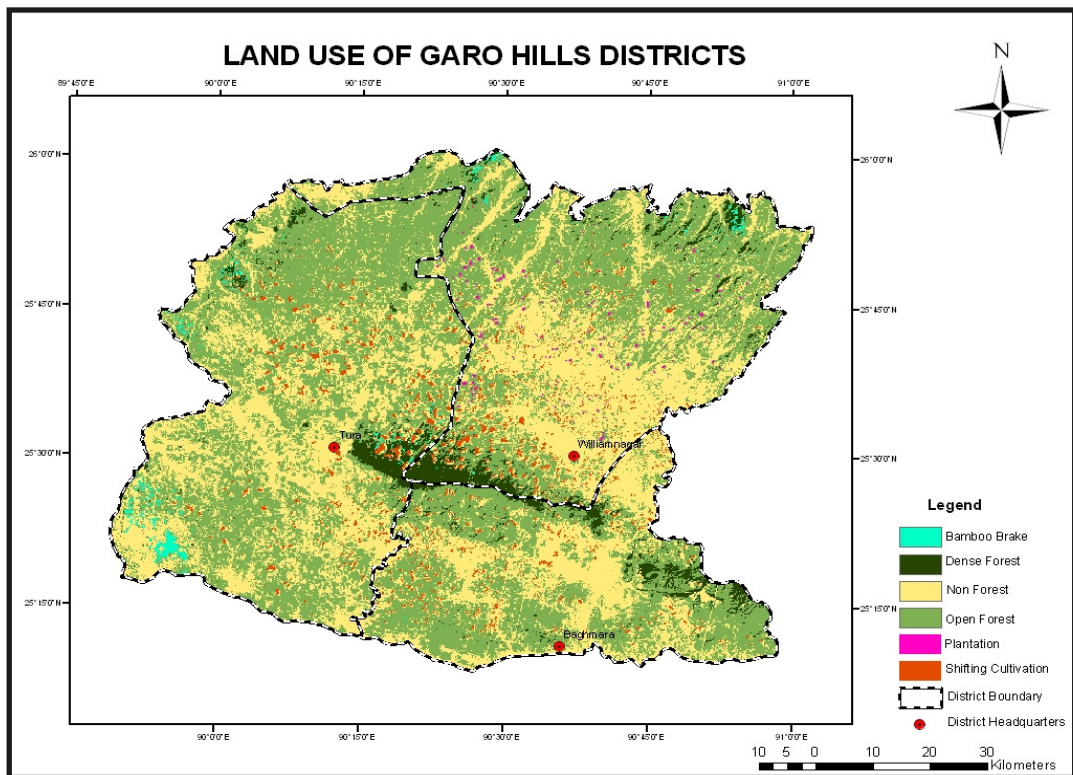 LAND USE OF GARO HILLS DISTRICTS
N
89°45'0"E 90°0'0"E 90°15'0"E 90°30'0"E 90°45'0"E 91°0'0"E
26°0'0"N 26°0'0"N
25°45'0"N 25°45'0"N
Tura Williamnagar
25°30'0"N 25°30'0"N
25°15'0"N 25°15'0"N
Baghmara
90°0'0"E 90°15'0"E 90°30'0"E 90°45'0"E 91°0'0"E
Legend
Bamboo Brake
Dense Forest
Non Forest
Open Forest
Plantation
Shifting Cultivation
District Boundary
District Headquarters
10 5 0 10 20 30
Kilometers